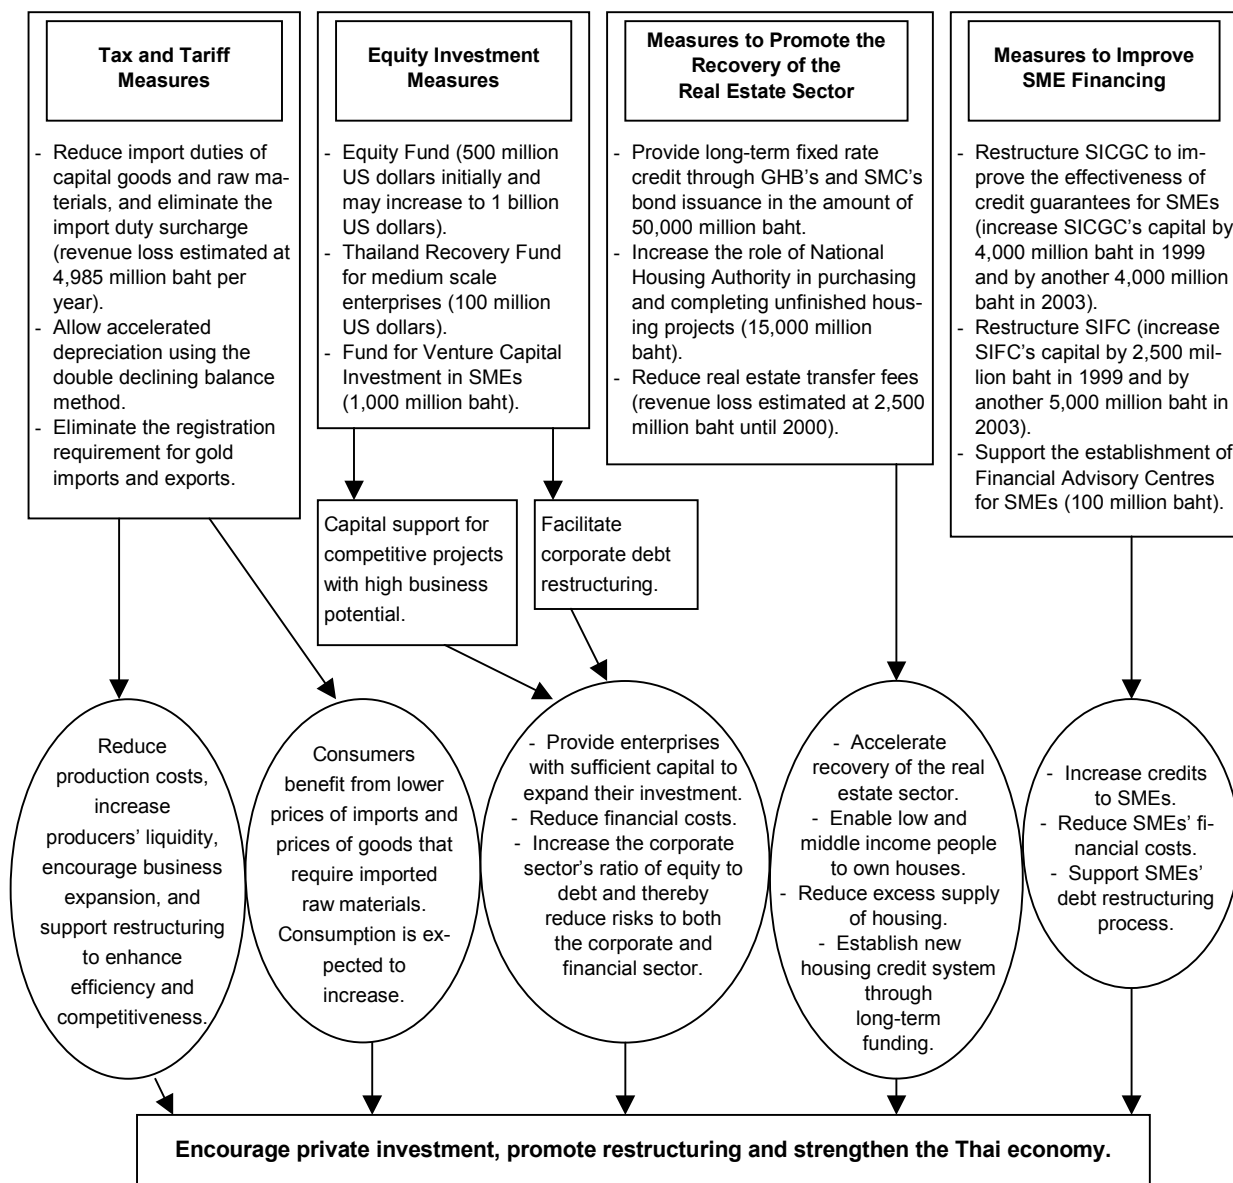 Tax and Tariff
Measures
- Reduce import duties of
capital goods and raw ma-
terials, and eliminate the
import duty surcharge
(revenue loss estimated at
4,985 million baht per
year).
- Allow accelerated
depreciation using the
double declining balance
method.
- Eliminate the registration
requirement for gold
imports and exports.
Equity Investment
Measures
- Equity Fund (500 million
US dollars initially and
may increase to 1 billion
US dollars).
- Thailand Recovery Fund
for medium scale
enterprises (100 million
US dollars).
- Fund for Venture Capital
Investment in SMEs
(1,000 million baht).
Measures to Promote the
Recovery of the
Real Estate Sector
- Provide long-term fixed rate
credit through GHB's and SMC's
bond issuance in the amount of
50,000 million baht.
- Increase the role of National
Housing Authority in purchasing
and completing unfinished hous-
ing projects (15,000 million
baht).
- Reduce real estate transfer fees
(revenue loss estimated at 2,500
million baht until 2000).
Measures to Improve
SME Financing
- Restructure SICGC to im-
prove the effectiveness of
credit guarantees for SMEs
(increase SICGC's capital by
4,000 million baht in 1999
and by another 4,000 million
baht in 2003).
- Restructure SIFC (increase
SIFC's capital by 2,500 mil-
lion baht in 1999 and by
another 5,000 million baht in
2003).
- Support the establishment of
Financial Advisory Centres
for SMEs (100 million baht).
Capital support for
competitive projects
with high business
potential.
Facilitate
corporate debt
restructuring.
Reduce
production costs,
increase
producers' liquidity,
encourage business
expansion, and
support restructuring
to enhance
efficiency and
competitiveness.
Consumers
benefit from lower
prices of imports and
prices of goods that
require imported
raw materials.
Consumption is ex-
pected to
increase.
- Provide enterprises
with sufficient capital to
expand their investment.
- Reduce financial costs.
- Increase the corporate
sector's ratio of equity to
debt and thereby
reduce risks to both
the corporate and
financial sector.
- Accelerate
recovery of the real
estate sector.
- Enable low and
middle income people
to own houses.
- Reduce excess supply
of housing.
- Establish new
housing credit system
through
long-term
funding.
- Increase credits
to SMEs.
- Reduce SMEs' fi-
nancial costs.
- Support SMEs'
debt restructuring
process.
Encourage private investment, promote restructuring and strengthen the Thai economy.